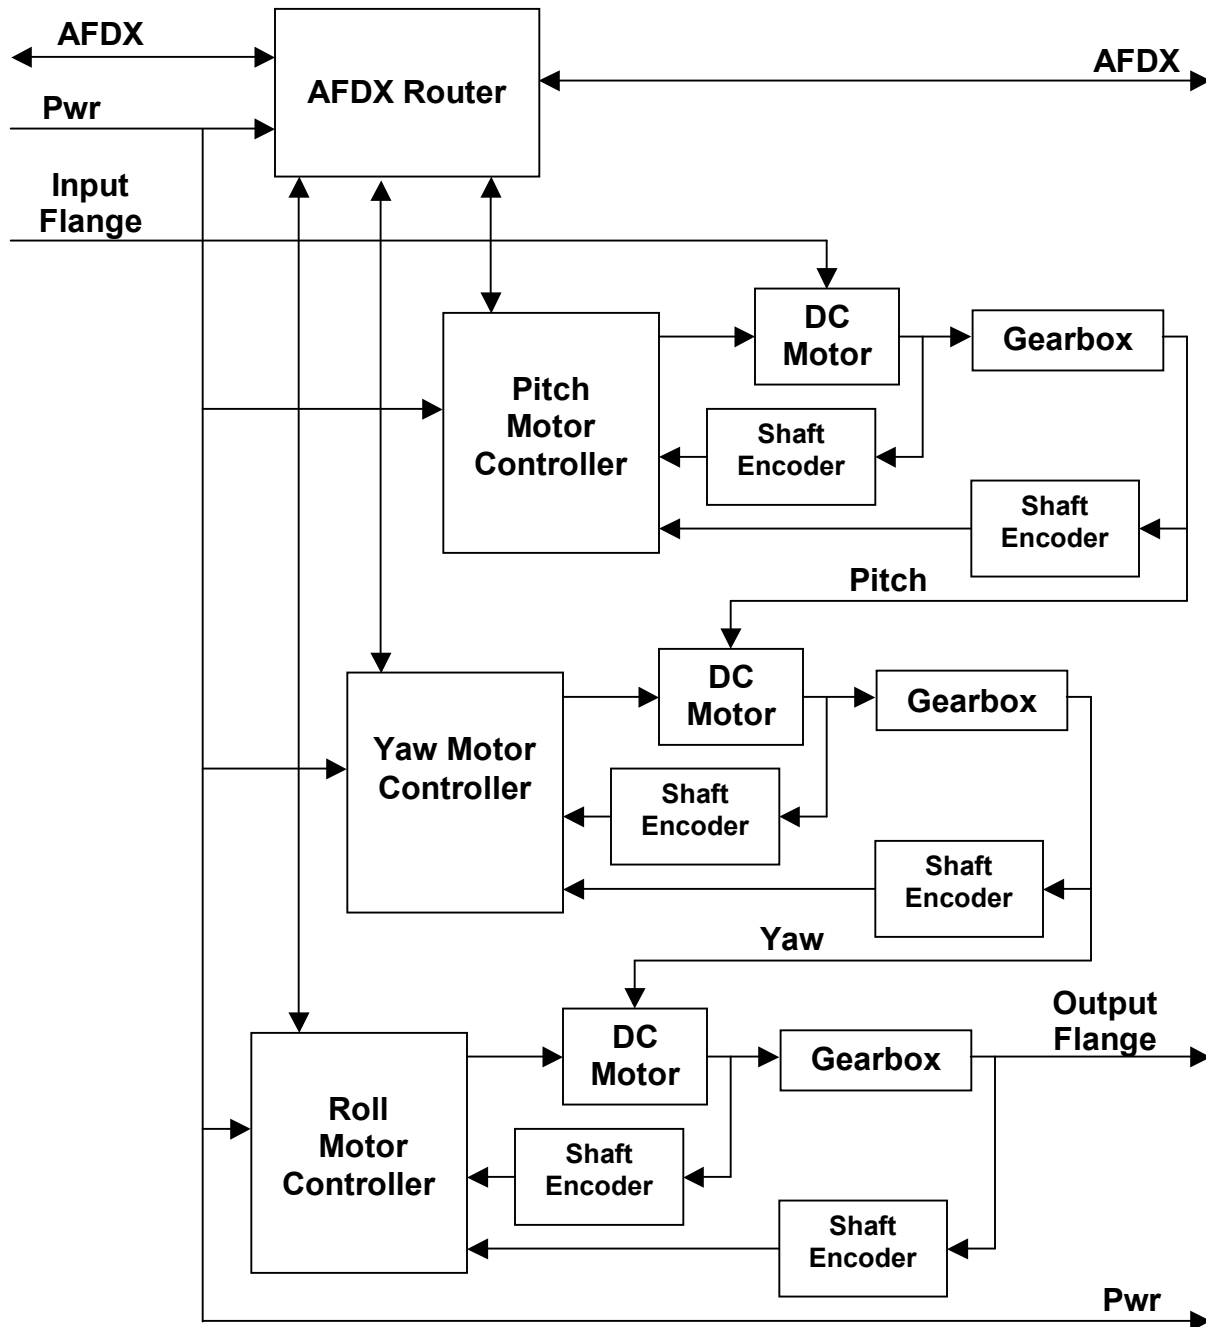 AFDX
AFDX Router
AFDX
Pwr
Input
Flange
DC
Motor
Gearbox
Pitch
Motor
Controller
Shaft
Encoder
Shaft
Encoder
Pitch
DC
Motor
Gearbox
Yaw Motor
Controller
Shaft
Encoder
Shaft
Encoder
Yaw
Output
Flange
DC
Motor
Gearbox
Roll
Motor
Controller
Shaft
Encoder
Shaft
Encoder
Pwr